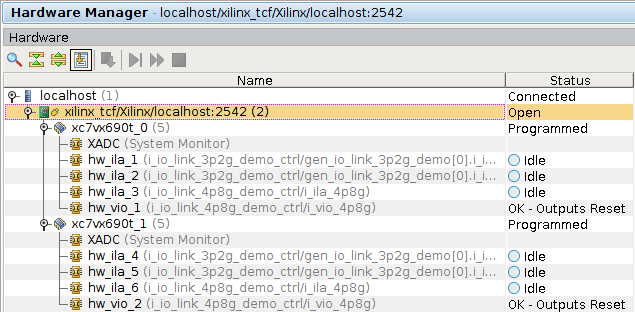 Hardware Manager - localhost/xilinx_tcf/Xilinx/localhost:2542
Hardware
Name Status
localhost (1) Connected
xilinx_tcf/Xilinx/localhost:2542 (2) Open
xc7vx690t_0 (5) Programmed
XADC (System Monitor)
hw_ila_1 (i_io_link_3p2g_demo_ctrl/gen_io_link_3p2g_demo[0].i_i... Idle
hw_ila_2 (i_io_link_3p2g_demo_ctrl/gen_io_link_3p2g_demo[0].i_i... Idle
hw_ila_3 (i_io_link_4p8g_demo_ctrl/i_ila_4p8g) Idle
hw_vio_1 (i_io_link_4p8g_demo_ctrl/i_vio_4p8g) OK - Outputs Reset
xc7vx690t_1 (5) Programmed
XADC (System Monitor)
hw_ila_4 (i_io_link_3p2g_demo_ctrl/gen_io_link_3p2g_demo[0].i_i... Idle
hw_ila_5 (i_io_link_3p2g_demo_ctrl/gen_io_link_3p2g_demo[0].i_i... Idle
hw_ila_6 (i_io_link_4p8g_demo_ctrl/i_ila_4p8g) Idle
hw_vio_2 (i_io_link_4p8g_demo_ctrl/i_vio_4p8g) OK - Outputs Reset